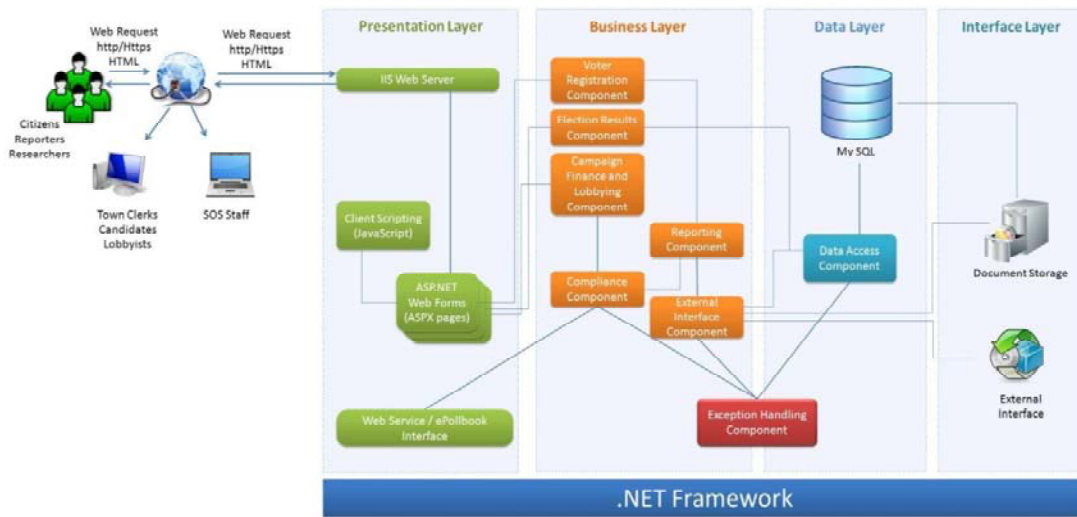 Web Request
http/Https
HTML
Web Request
http/Https
HTML
Citizens
Reporters
Researchers
Town Clerks
Candidates
Lobbyists
SOS Staff
Presentation Layer
IIS Web Server
Client Scripting
(JavaScript)
ASP.NET
Web Forms
(ASPX pages)
Web Service / ePollbook
Interface
Business Layer
Voter
Registration
Component
Election Results
Component
Campaign
Finance and
Lobbying
Component
Reporting
Component
Compliance
Component
External
Interface
Component
Exception Handling
Component
Data Layer
My SQL
Data Access
Component
Interface Layer
Document Storage
External
Interface
.NET Framework